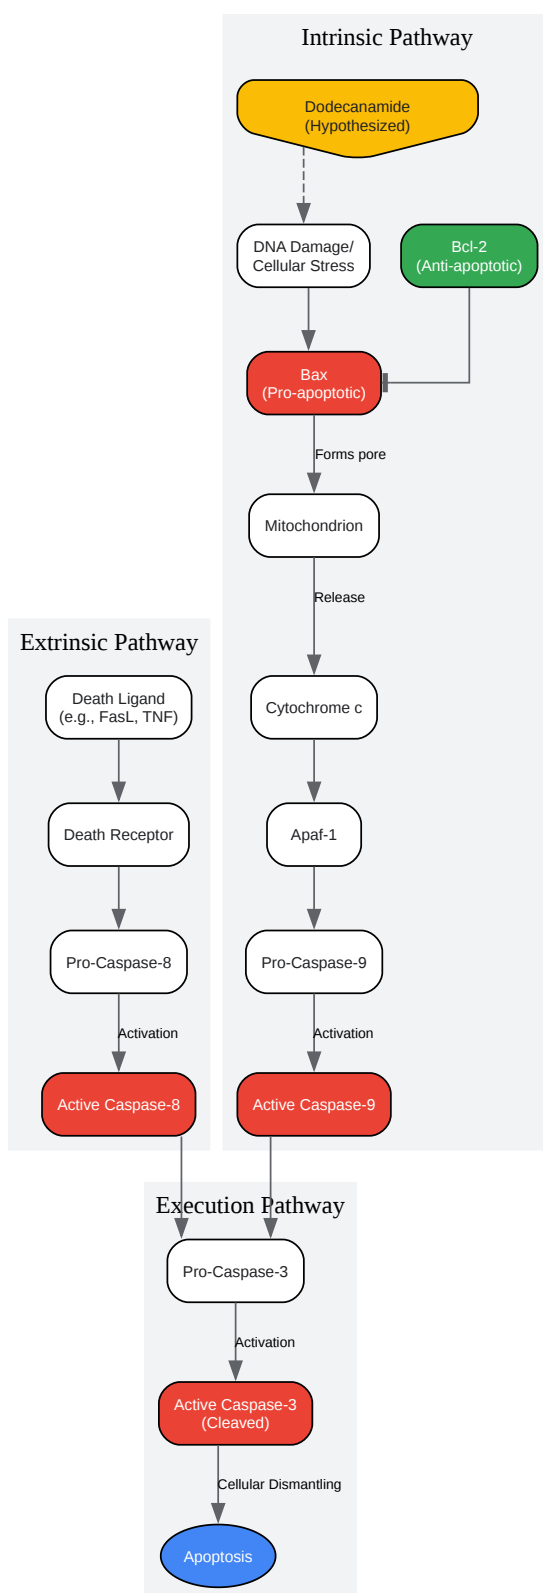 Intrinsic Pathway
Dodecanamide
(Hypothesized)
DNA Damage/
Cellular Stress
Bcl-2
(Anti-apoptotic)
Bax
(Pro-apoptotic)
Forms pore
Mitochondrion
Release
Cytochrome c
Apaf-1
Pro-Caspase-9
Activation
Active Caspase-9
Extrinsic Pathway
Death Ligand
(e.g., FasL, TNF)
Death Receptor
Pro-Caspase-8
Activation
Active Caspase-8
Execution Pathway
Pro-Caspase-3
Activation
Active Caspase-3
(Cleaved)
Cellular Dismantling
Apoptosis